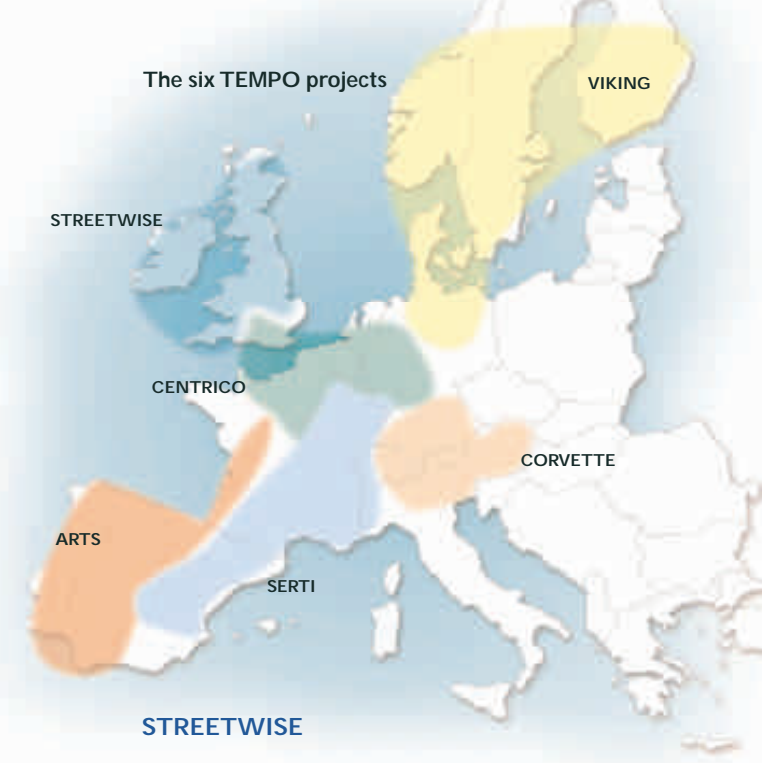 The six TEMPO projects
VIKING
STREETWISE
CENTRICO
CORVETTE
ARTS
SERTI
STREETWISE